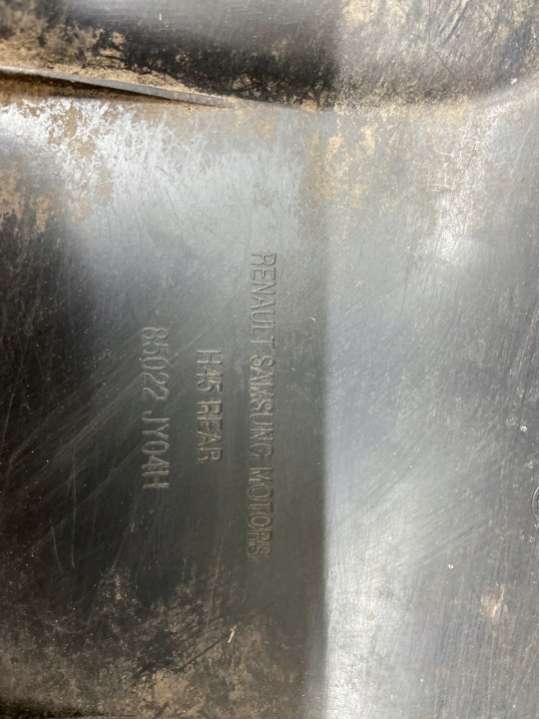 RENAULT SAMSUNG MOTORS
H45 REAR
85022 JY04H